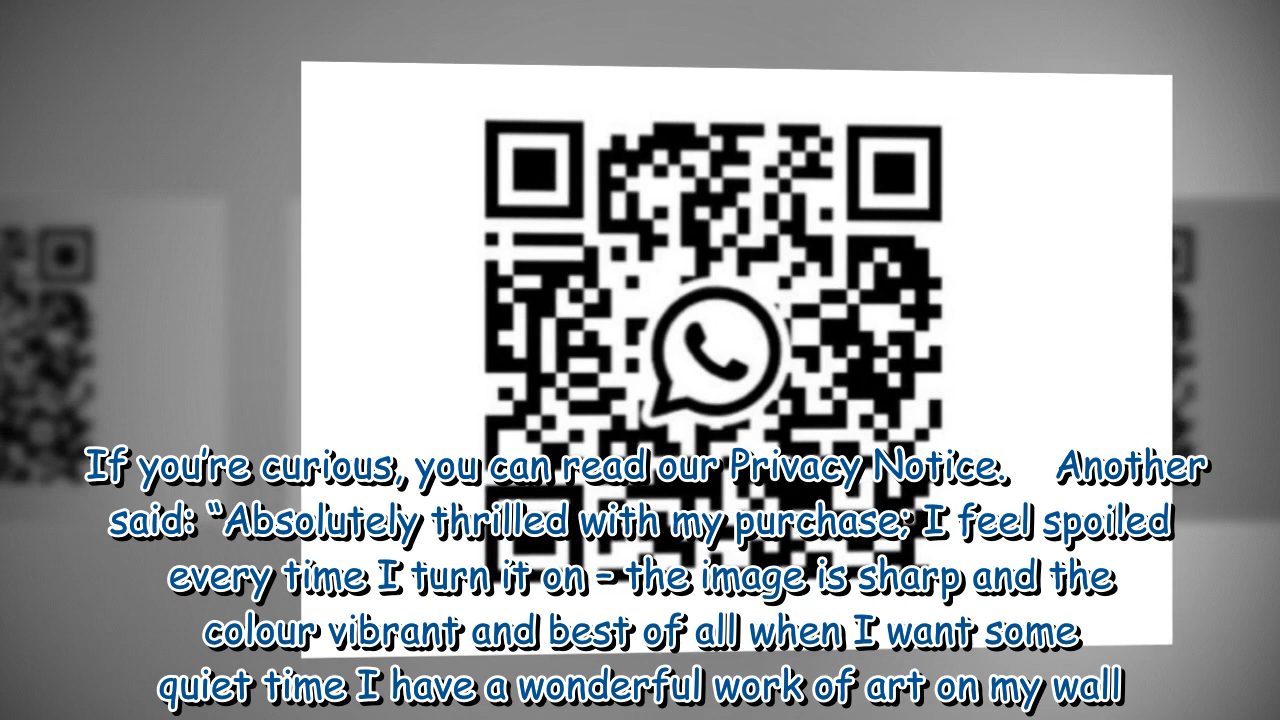 If you're curious, you can read our Privacy Notice. Another
said: “Absolutely thrilled with my purchase; I feel spoiled
every time I turn it on – the image is sharp and the
colour vibrant and best of all when I want some
quiet time I have a wonderful work of art on my wall